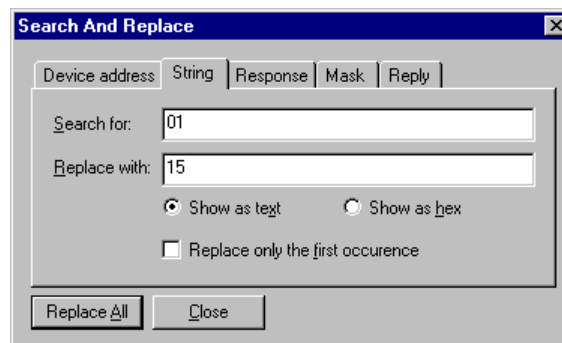 Search And Replace
Device address String Response Mask Reply
Search for: 01
Replace with: 15
Show as text Show as hex
Replace only the first occurence
Replace All Close